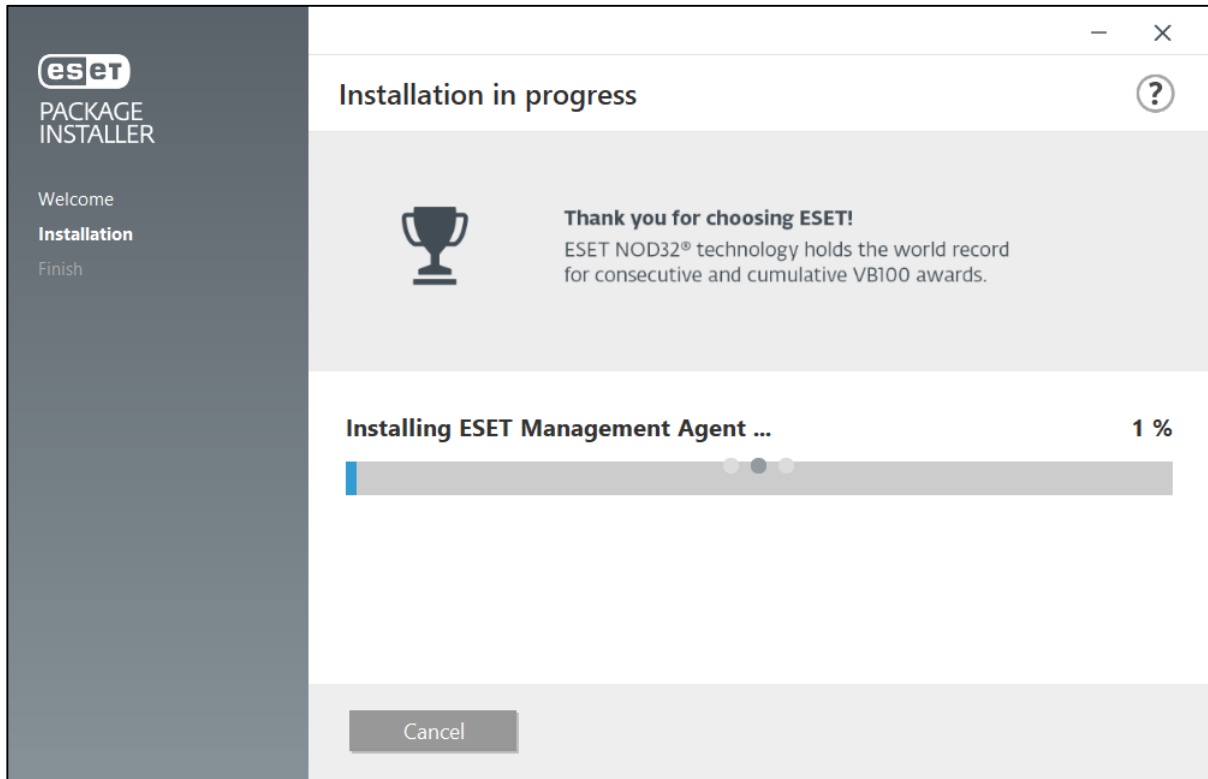 eset
PACKAGE
INSTALLER
Welcome
Installation
Finish
Installation in progress
?
Thank you for choosing ESET!
ESET NOD32® technology holds the world record
for consecutive and cumulative VB100 awards.
Installing ESET Management Agent ... 1 %
Cancel